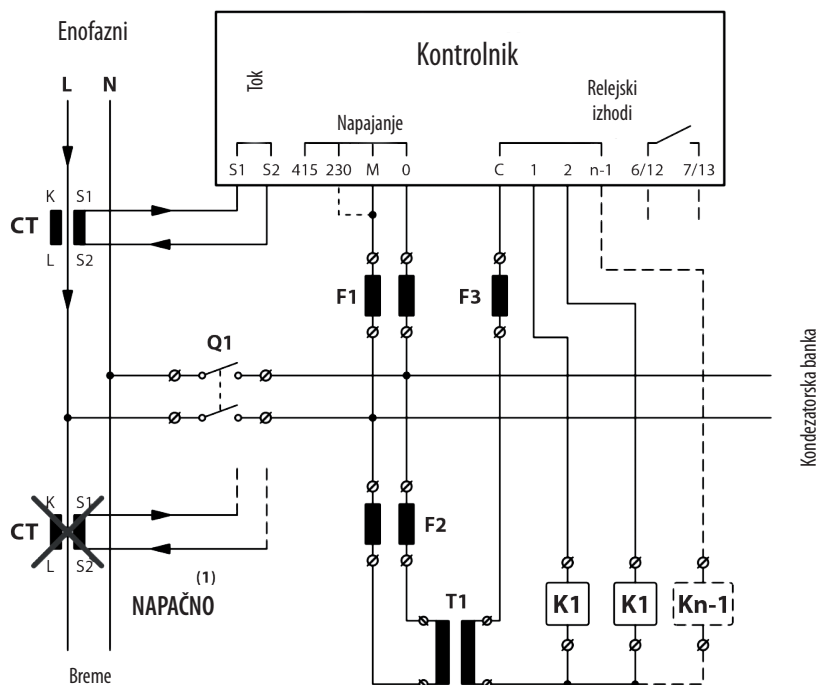 Enofazni
Kontrolnik
L N
Tok
Relejski
izhodi
Napajanje
S1 S2 415 230 M 0 C 1 2 n-1 6/12 7/13
K S1
CT
L S2
F1 F3
Q1
Kondezatorska banka
K S1
CT
L S2
F2
(1)
NAPAČNO
T1
K1 K1 Kn-1
Breme